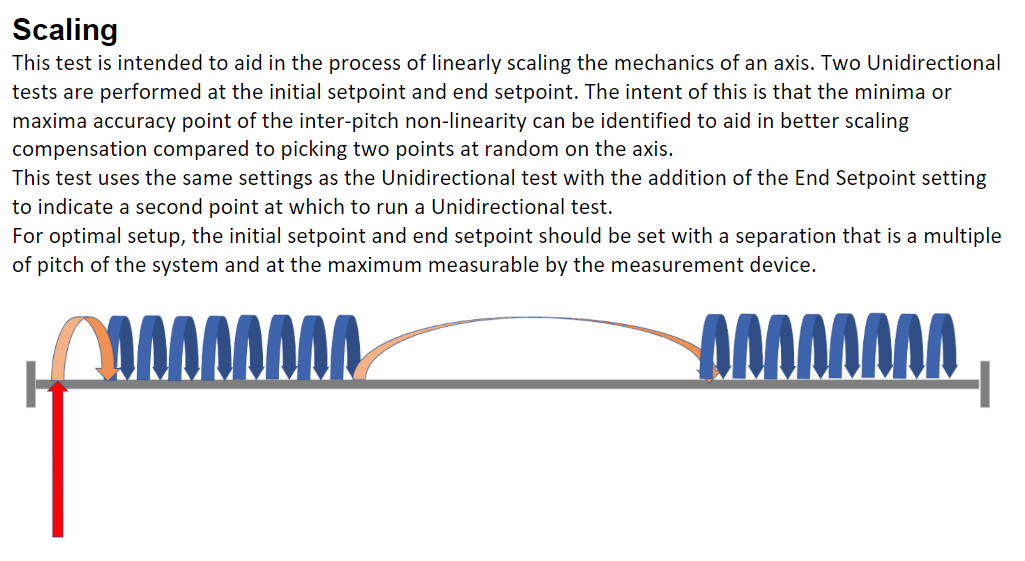 Scaling
This test is intended to aid in the process of linearly scaling the mechanics of an axis. Two Unidirectional
tests are performed at the initial setpoint and end setpoint. The intent of this is that the minima or
maxima accuracy point of the inter-pitch non-linearity can be identified to aid in better scaling
compensation compared to picking two points at random on the axis.
This test uses the same settings as the Unidirectional test with the addition of the End Setpoint setting
to indicate a second point at which to run a Unidirectional test.
For optimal setup, the initial setpoint and end setpoint should be set with a separation that is a multiple
of pitch of the system and at the maximum measurable by the measurement device.